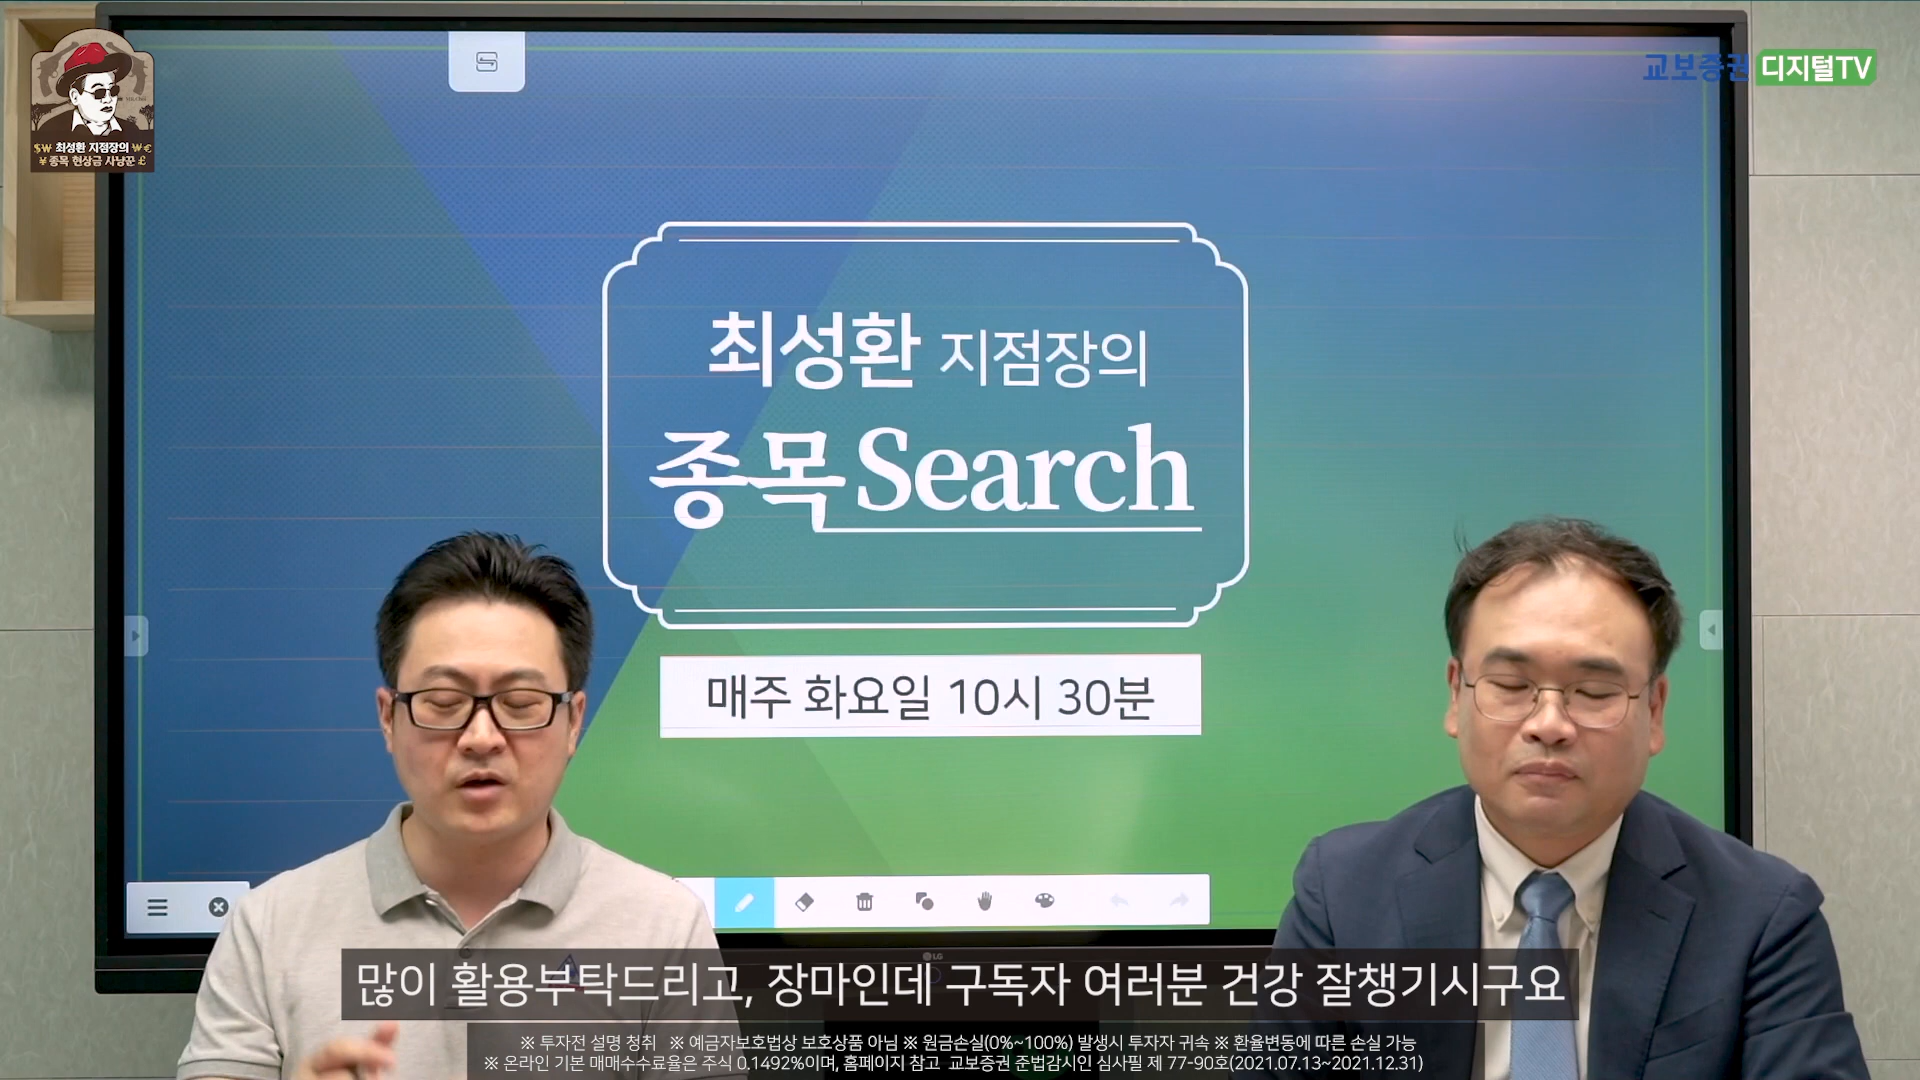 $₩ 최성환 지점장의 ₩€
¥ 종목 현상금 사냥꾼 £
교보증권 디지털TV
최성환 지점장의
종목 Search
매주 화요일 10시 30분
LG
많이 활용부탁드리고, 장마인데 구독자 여러분 건강 잘챙기시구요
※ 투자전 설명 청취 ※ 예금자보호법상 보호상품 아님 ※ 원금손실(0%~100%) 발생시 투자자 귀속 ※ 환율변동에 따른 손실 가능
※ 온라인 기본 매매수수료율은 주식 0.1492%이며, 홈페이지 참고 교보증권 준법감시인 심사필 제 77-90호(2021.07.13~2021.12.31)